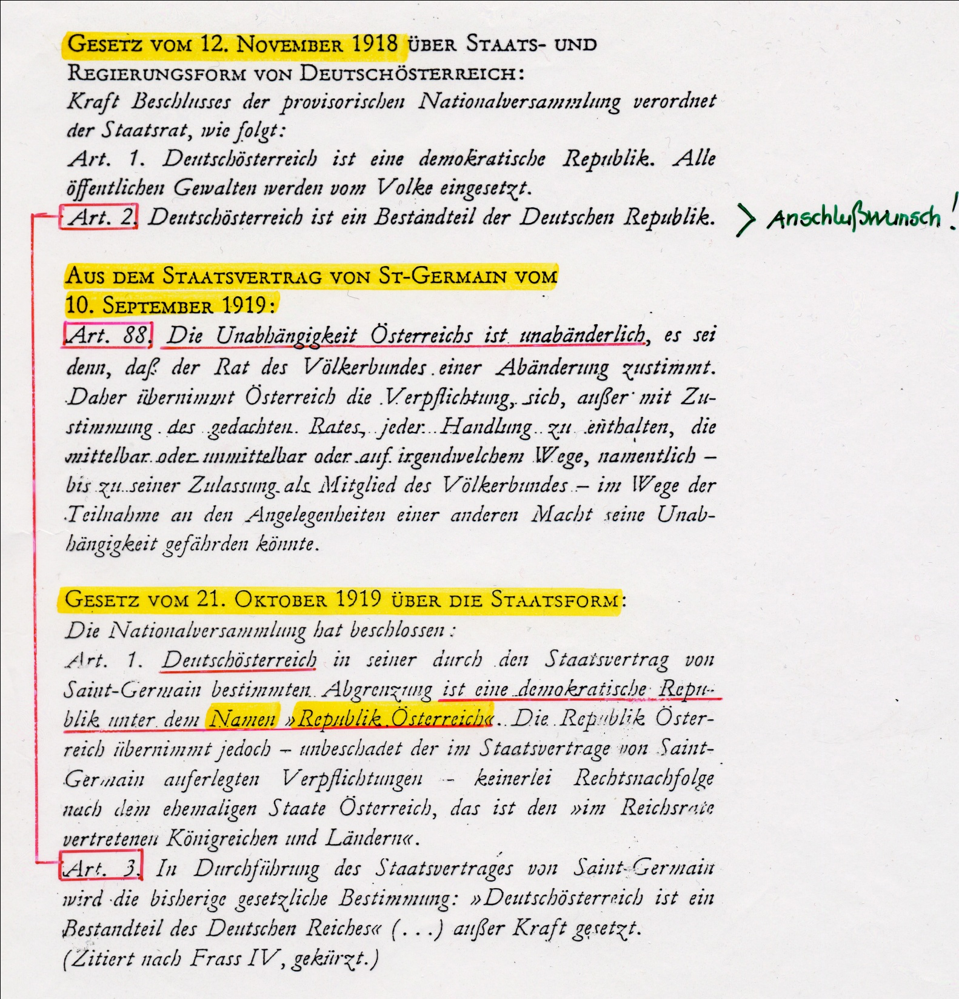 GESETZ VOM 12. NOVEMBER 1918 ÜBER STAATS- UND
REGIERUNGSFORM VON DEUTSCHÖSTERREICH:
Kraft Beschlusses der provisorischen Nationalversammlung verordnet
der Staatsrat, wie folgt:
Art. 1. Deutschösterreich ist eine demokratische Republik. Alle
öffentlichen Gewalten werden vom Volke eingesetzt.
Art. 2. Deutschösterreich ist ein Bestandteil der Deutschen Republik. > Anschlußwunsch!
AUS DEM STAATSVERTRAG VON ST-GERMAIN VOM
10. SEPTEMBER 1919:
Art. 88. Die Unabhängigkeit Österreichs ist unabänderlich, es sei
denn, daß der Rat des Völkerbundes einer Abänderung zustimmt.
Daher übernimmt Österreich die Verpflichtung, sich, außer mit Zu-
stimmung des gedachten Rates, jeder Handlung zu enthalten, die
mittelbar oder unmittelbar oder auf irgendwelchem Wege, namentlich –
bis zu seiner Zulassung als Mitglied des Völkerbundes – im Wege der
Teilnahme an den Angelegenheiten einer anderen Macht seine Unab-
hängigkeit gefährden könnte.
GESETZ VOM 21. OKTOBER 1919 ÜBER DIE STAATSFORM:
Die Nationalversammlung hat beschlossen:
Art. 1. Deutschösterreich in seiner durch den Staatsvertrag von
Saint-Germain bestimmten Abgrenzung ist eine demokratische Repu-
blik unter dem Namen »Republik Österreich«. Die Republik Öster-
reich übernimmt jedoch – unbeschadet der im Staatsvertrage von Saint-
Germain auferlegten Verpflichtungen – keinerlei Rechtsnachfolge
nach dem ehemaligen Staate Österreich, das ist den »im Reichsrate
vertretenen Königreichen und Ländern«.
Art. 3. In Durchführung des Staatsvertrages von Saint-Germain
wird die bisherige gesetzliche Bestimmung: »Deutschösterreich ist ein
Bestandteil des Deutschen Reiches« (...) außer Kraft gesetzt.
(Zitiert nach Frass IV, gekürzt.)